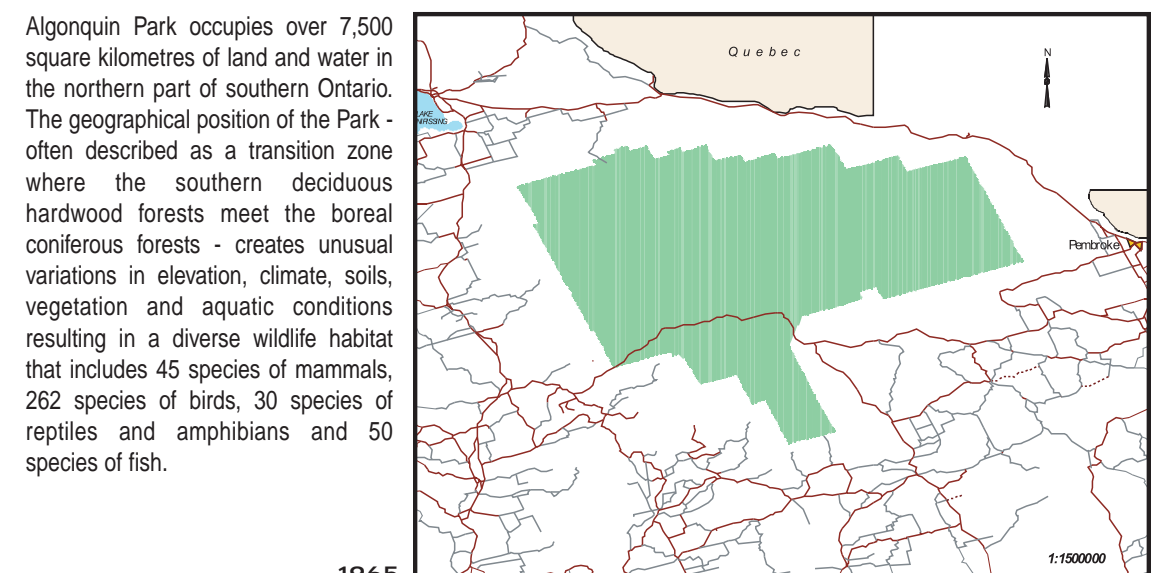 Algonquin Park occupies over 7,500
square kilometres of land and water in
the northern part of southern Ontario.
The geographical position of the Park -
often described as a transition zone
where the southern deciduous
hardwood forests meet the boreal
coniferous forests - creates unusual
variations in elevation, climate, soils,
vegetation and aquatic conditions
resulting in a diverse wildlife habitat
that includes 45 species of mammals,
262 species of birds, 30 species of
reptiles and amphibians and 50
species of fish.
Quebec
N
LAKE
Pembroke
1:1500000